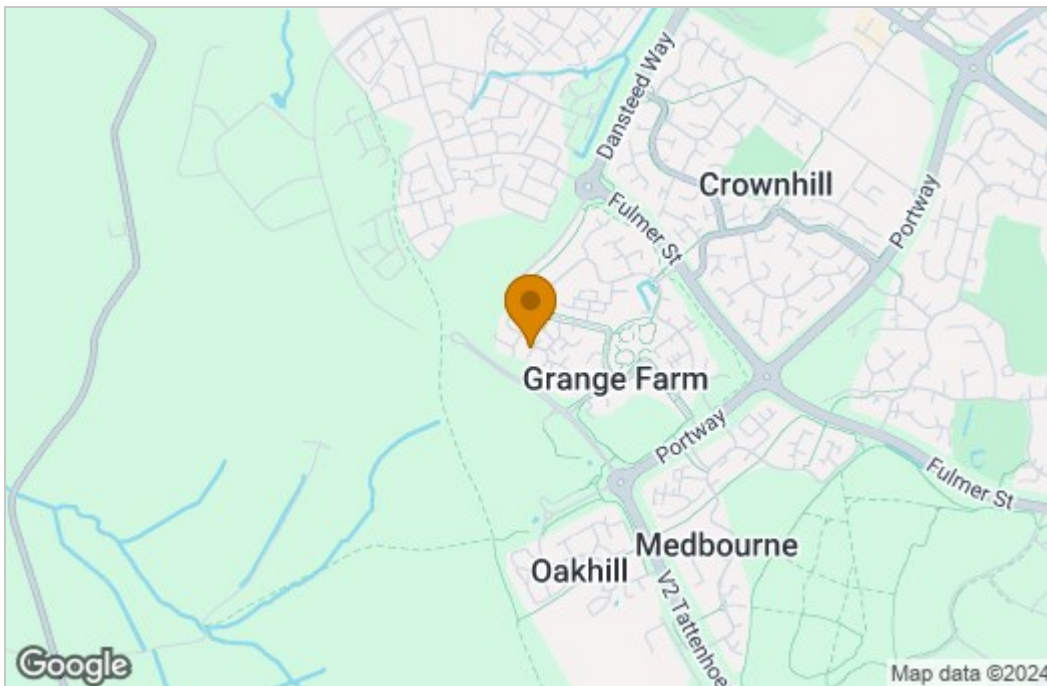 Dansteed Way
Crownhill
Fulmer St
Portway
Grange Farm
Portway
Fulmer St
Medbourne
Oakhill
V2 Tattenhoe
Google
Map data ©2024